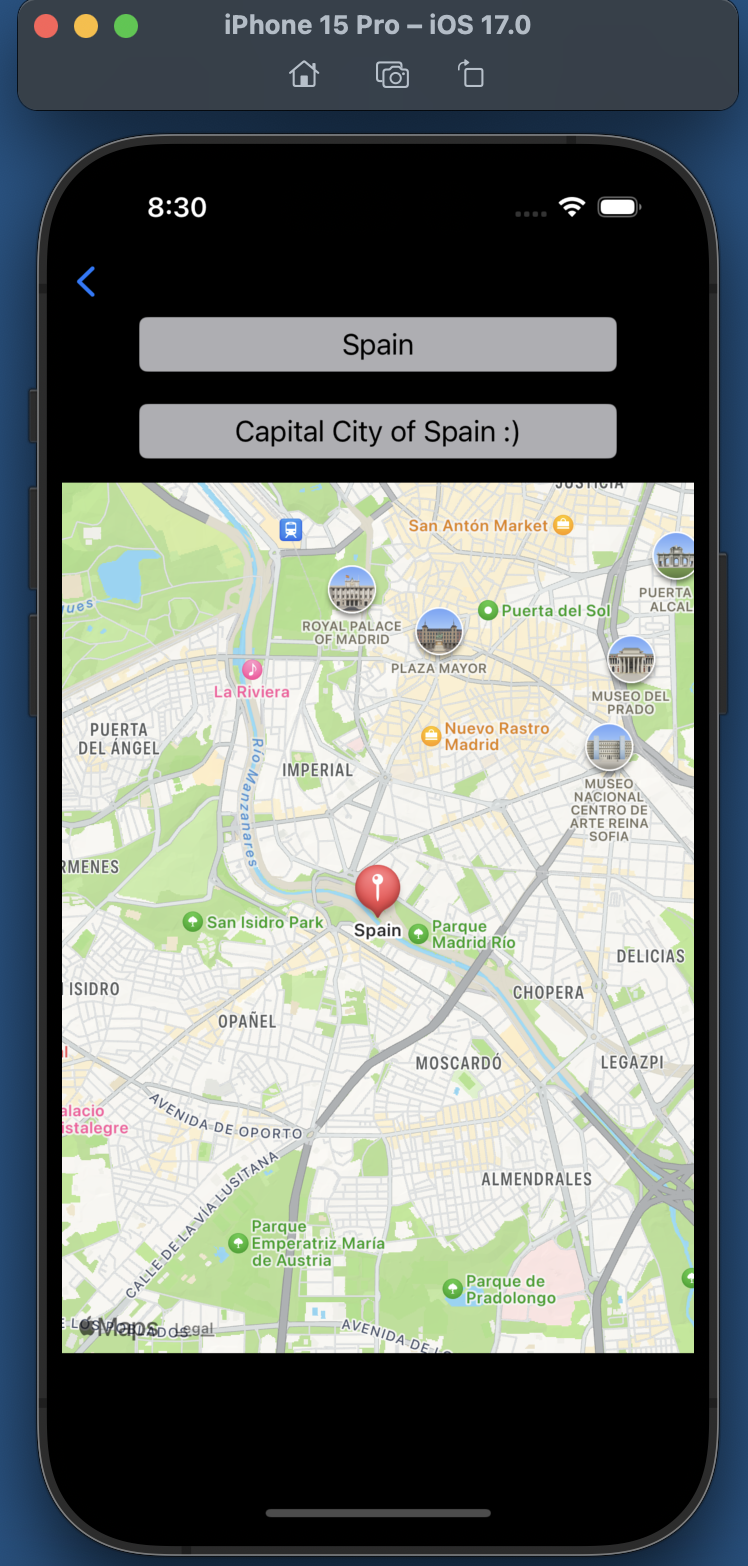 iPhone 15 Pro – iOS 17.0
8:30
Spain
Capital City of Spain :)
JUSTICIA
San Antón Market
PUERTA
ALCAL
ROYAL PALACE
OF MADRID
Puerta del Sol
PLAZA MAYOR
La Riviera
MUSEO DEL
PRADO
PUERTA
DEL ÁNGEL
Nuevo Rastro
Madrid
Río Manzanares
IMPERIAL
MUSEO
NACIONAL
CENTRO DE
ARTE REINA
SOFIA
RMENES
San Isidro Park
Spain
Parque
Madrid Río
DELICIAS
ISIDRO
CHOPERA
OPAÑEL
MOSCARDÓ
LEGAZPI
alacio
istalegre
AVENIDA DE OPORTO
CALLE DE LA VÍA LUSITANA
ALMENDRALES
Parque
Emperatriz María
de Austria
Parque de
Pradolongo
Maps
Legal
AVENIDA DE